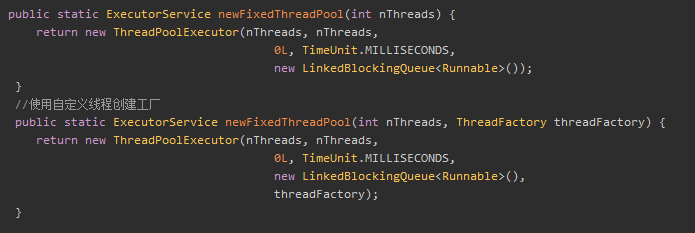 public static ExecutorService newFixedThreadPool(int nThreads) {
    return new ThreadPoolExecutor(nThreads, nThreads,
                                  0L, TimeUnit.MILLISECONDS,
                                  new LinkedBlockingQueue<Runnable>());
}
//使用自定义线程创建工厂
public static ExecutorService newFixedThreadPool(int nThreads, ThreadFactory threadFactory) {
    return new ThreadPoolExecutor(nThreads, nThreads,
                                  0L, TimeUnit.MILLISECONDS,
                                  new LinkedBlockingQueue<Runnable>(),
                                  threadFactory);
}